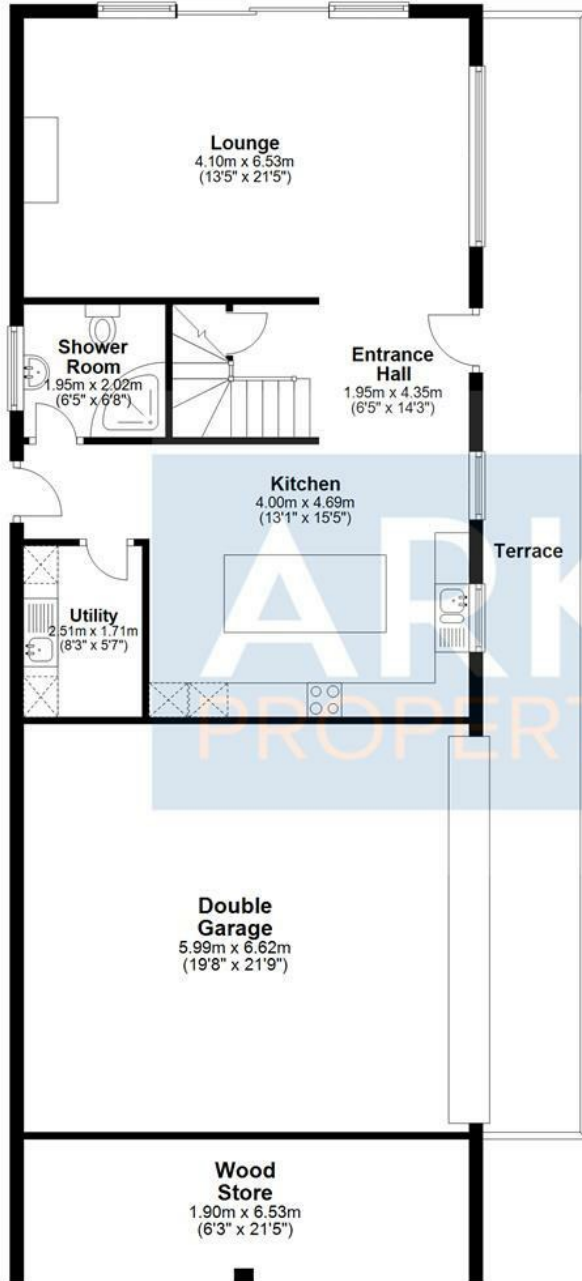 Lounge
4.10m x 6.53m
(13'5" x 21'5")
Shower
Room
1.95m x 2.02m
(6'5" x 6'8")
Entrance
Hall
1.95m x 4.35m
(6'5" x 14'3")
Kitchen
4.00m x 4.69m
(13'1" x 15'5")
Terrace
ARK
PROPERT
Utility
2.51m x 1.71m
(8'3" x 5'7")
Double
Garage
5.99m x 6.62m
(19'8" x 21'9")
Wood
Store
1.90m x 6.53m
(6'3" x 21'5")